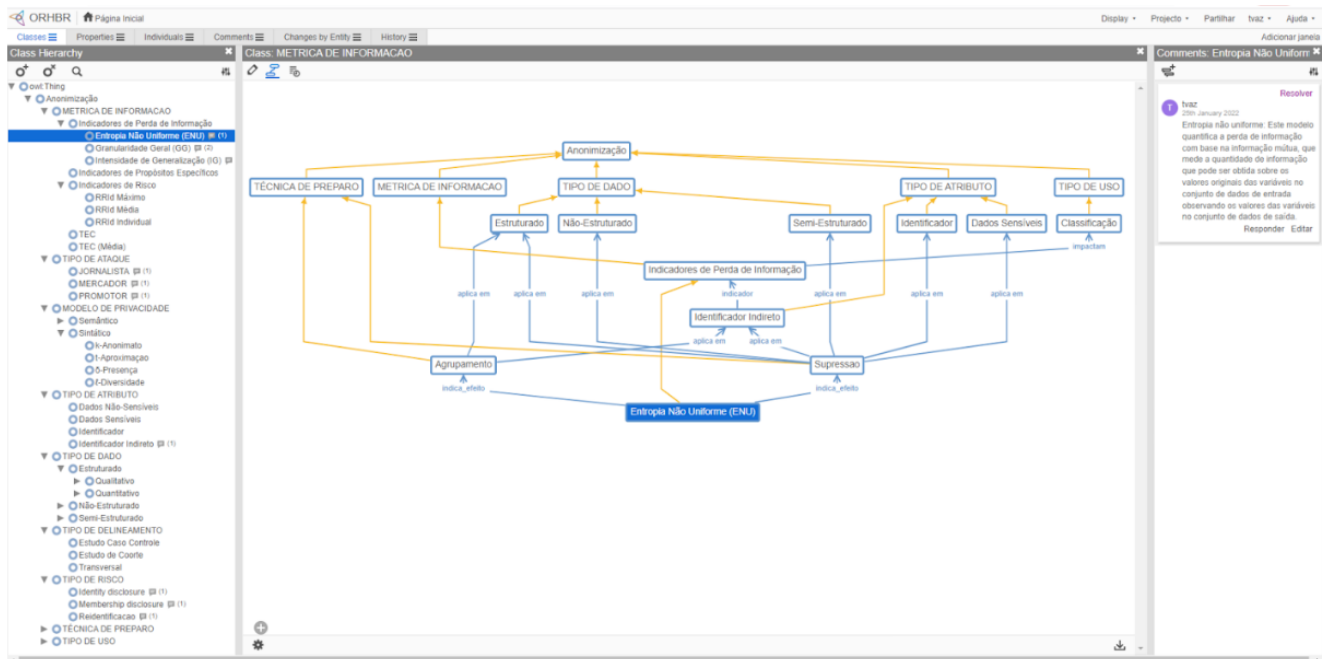 ORHBR Página Inicial
Display Projecto Partilhar tvaz Ajuda
Classes Properties Individuals Comments Changes by Entity History
Adicionar janela
Class Hierarchy
owl:Thing
Anonimização
METRICA DE INFORMACAO
Indicadores de Perda de Informação
Entropia Não Uniforme (ENU) (1)
Granularidade Geral (GG) (2)
Intensidade de Generalização (IG)
Indicadores de Propósitos Específicos
Indicadores de Risco
RRId Máximo
RRId Média
RRId Individual
TEC
TEC (Média)
TIPO DE ATAQUE
JORNALISTA (1)
MERCADOR (1)
PROMOTOR (1)
MODELO DE PRIVACIDADE
Semântico
Sintático
k-Anonimato
t-Aproximaçao
δ-Presença
ℓ-Diversidade
TIPO DE ATRIBUTO
Dados Não-Sensíveis
Dados Sensíveis
Identificador
Identificador Indireto (1)
TIPO DE DADO
Estruturado
Qualitativo
Quantitativo
Não-Estruturado
Semi-Estruturado
TIPO DE DELINEAMENTO
Estudo Caso Controle
Estudo de Coorte
Transversal
TIPO DE RISCO
Identity disclosure (1)
Membership disclosure (1)
Reidentificacao (1)
TÉCNICA DE PREPARO
TIPO DE USO
Class: METRICA DE INFORMACAO
Anonimização
TÉCNICA DE PREPARO METRICA DE INFORMACAO TIPO DE DADO TIPO DE ATRIBUTO TIPO DE USO
Estruturado Não-Estruturado Semi-Estruturado Identificador Dados Sensíveis Classificação
impactam
Indicadores de Perda de Informação
aplica em aplica em indicador aplica em aplica em aplica em
Identificador Indireto
aplica em aplica em
Agrupamento Supressao
indica_efeito indica_efeito
Entropia Não Uniforme (ENU)
Comments: Entropia Não Uniform
Resolver
T tvaz
25th January 2022
Entropia não uniforme: Este modelo
quantifica a perda de informação
com base na informação mútua, que
mede a quantidade de informação
que pode ser obtida sobre os
valores originais das variáveis no
conjunto de dados de entrada
observando os valores das variáveis
no conjunto de dados de saída.
Responder Editar